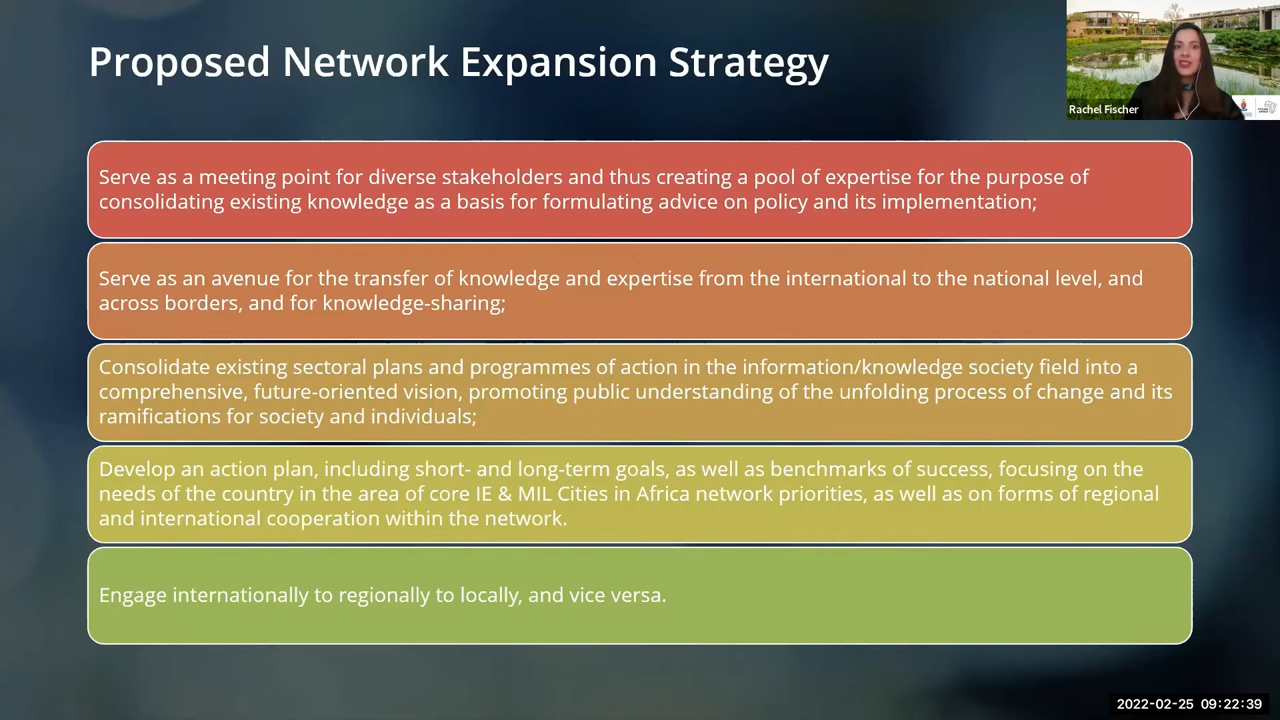 Proposed Network Expansion Strategy
Rachel Fischer
Serve as a meeting point for diverse stakeholders and thus creating a pool of expertise for the purpose of
consolidating existing knowledge as a basis for formulating advice on policy and its implementation;
Serve as an avenue for the transfer of knowledge and expertise from the international to the national level, and
across borders, and for knowledge-sharing;
Consolidate existing sectoral plans and programmes of action in the information/knowledge society field into a
comprehensive, future-oriented vision, promoting public understanding of the unfolding process of change and its
ramifications for society and individuals;
Develop an action plan, including short- and long-term goals, as well as benchmarks of success, focusing on the
needs of the country in the area of core IE & MIL Cities in Africa network priorities, as well as on forms of regional
and international cooperation within the network.
Engage internationally to regionally to locally, and vice versa.
2022-02-25 09:22:39